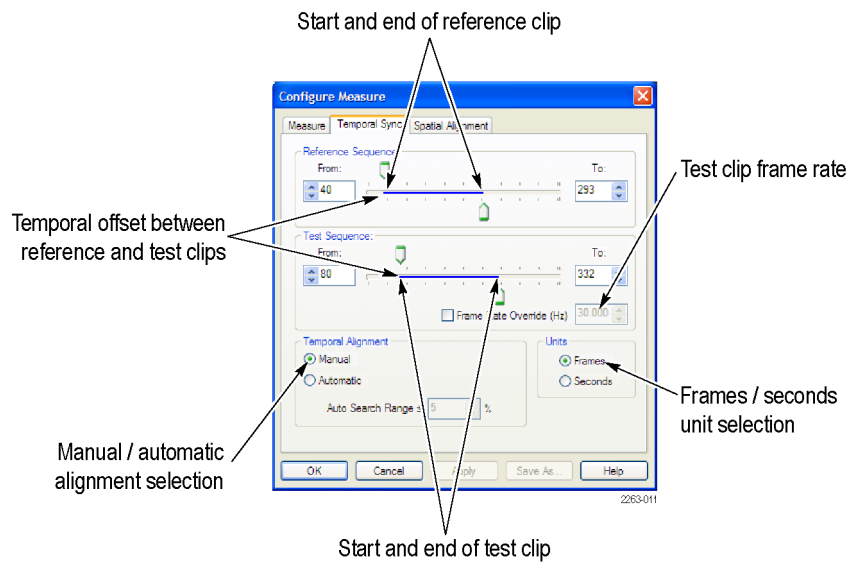 Start and end of reference clip
Configure Measure
Measure
Temporal Sync
Spatial Alignment
Reference Sequence:
From:
To:
40
293
Test clip frame rate
Temporal offset between
reference and test clips
Test Sequence:
From:
To:
80
332
Frame Rate Override (Hz)
30.000
Temporal Alignment
Manual
Automatic
Auto Search Range ±
5
%
Units
Frames
Seconds
Frames / seconds
unit selection
Manual / automatic
alignment selection
OK
Cancel
Apply
Save As...
Help
2263-011
Start and end of test clip